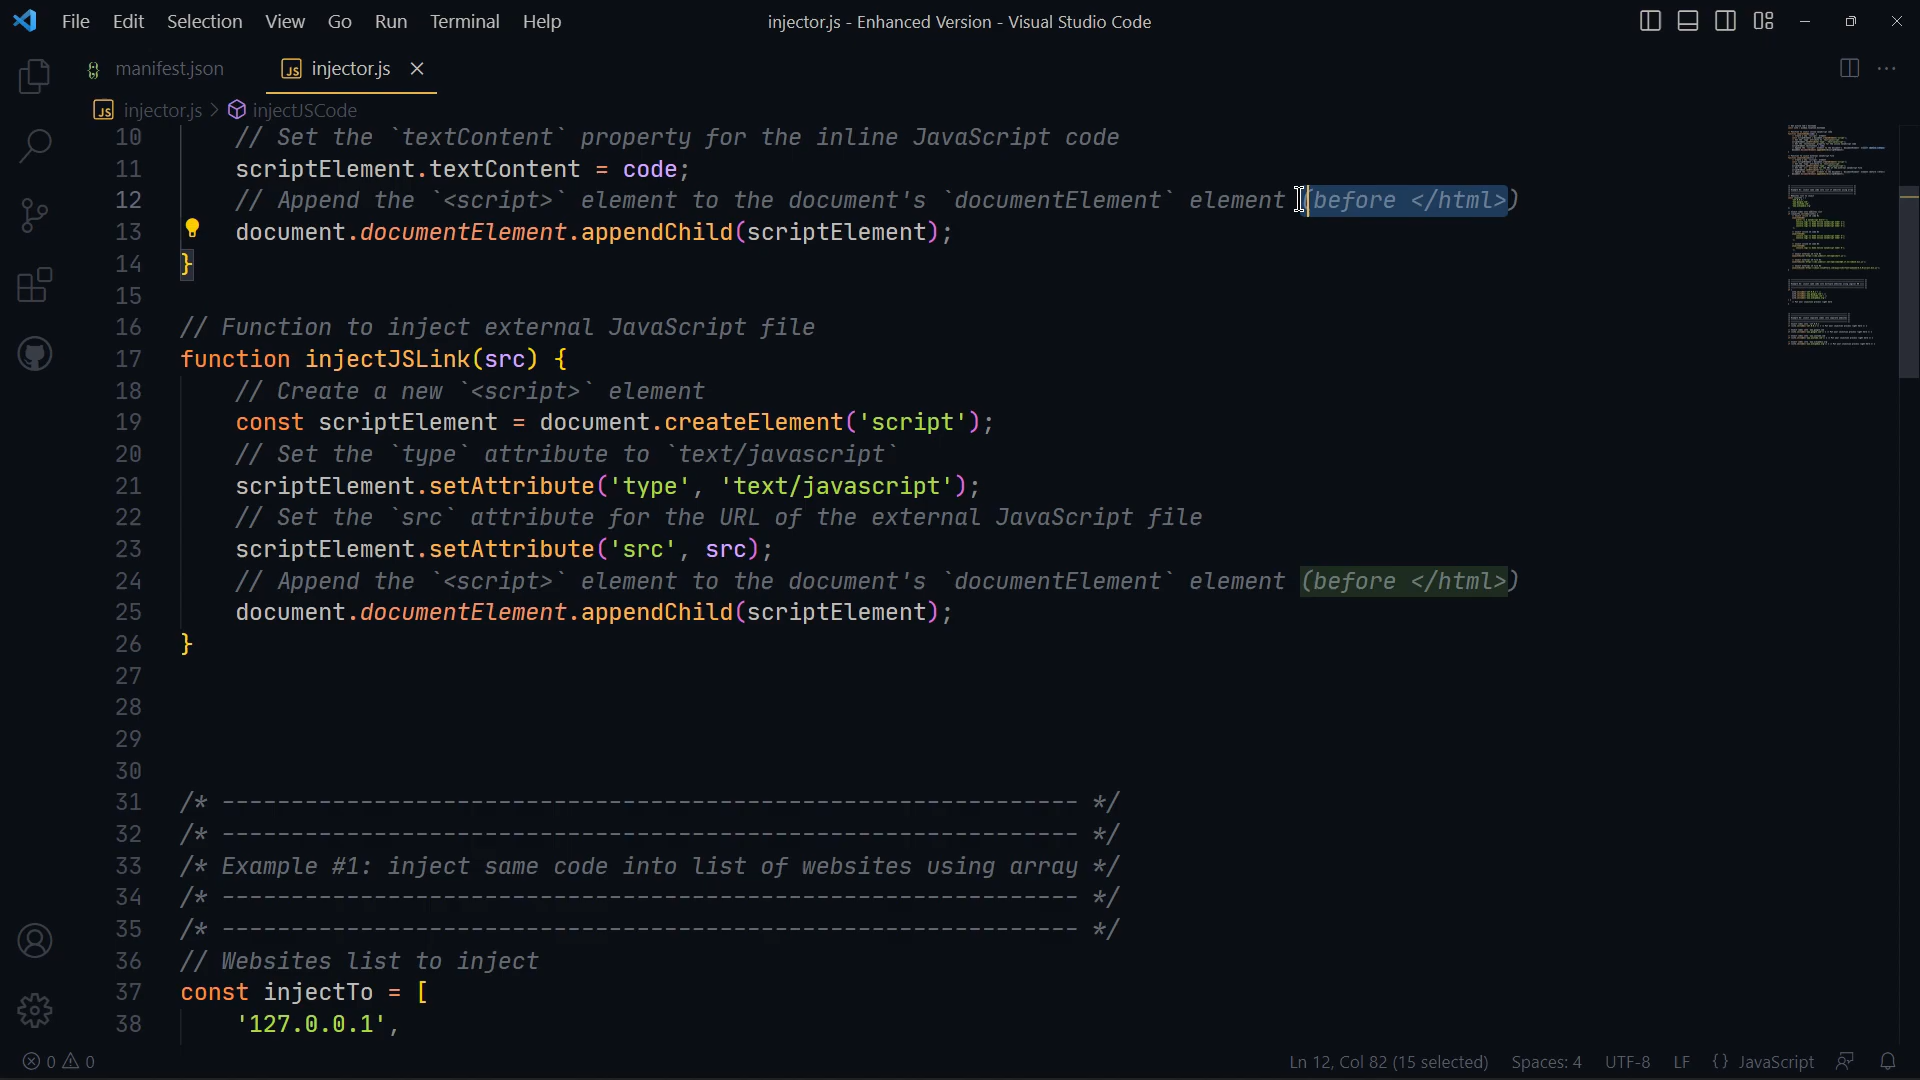 File Edit Selection View Go Run Terminal Help injector.js - Enhanced Version - Visual Studio Code
manifest.json JS injector.js
JS injector.js > injectJSCode
10 // Set the `textContent` property for the inline JavaScript code
11 scriptElement.textContent = code;
12 // Append the `<script>` element to the document's `documentElement` element (before </html>)
13 document.documentElement.appendChild(scriptElement);
14 }
15
16 // Function to inject external JavaScript file
17 function injectJSLink(src) {
18 // Create a new `<script>` element
19 const scriptElement = document.createElement('script');
20 // Set the `type` attribute to `text/javascript`
21 scriptElement.setAttribute('type', 'text/javascript');
22 // Set the `src` attribute for the URL of the external JavaScript file
23 scriptElement.setAttribute('src', src);
24 // Append the `<script>` element to the document's `documentElement` element (before </html>)
25 document.documentElement.appendChild(scriptElement);
26 }
27
28
29
30
31 /* -------------------------------------------------------------- */
32 /* -------------------------------------------------------------- */
33 /* Example #1: inject same code into list of websites using array */
34 /* -------------------------------------------------------------- */
35 /* -------------------------------------------------------------- */
36 // Websites list to inject
37 const injectTo = [
38 '127.0.0.1',
0 0 Ln 12, Col 82 (15 selected) Spaces: 4 UTF-8 LF {} JavaScript